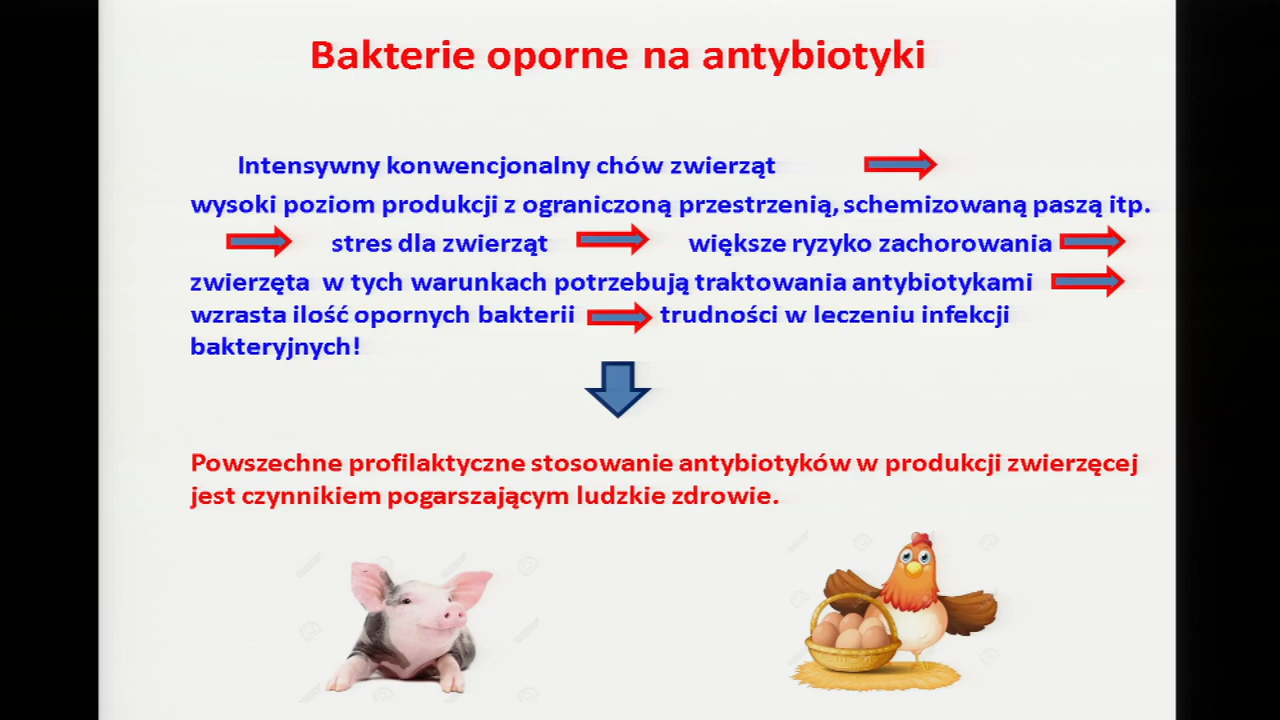 Bakterie oporne na antybiotyki
Intensywny konwencjonalny chów zwierząt
wysoki poziom produkcji z ograniczoną przestrzenią, schemizowaną paszą itp.
stres dla zwierząt większe ryzyko zachorowania
zwierzęta w tych warunkach potrzebują traktowania antybiotykami
wzrasta ilość opornych bakterii trudności w leczeniu infekcji
bakteryjnych!
Powszechne profilaktyczne stosowanie antybiotyków w produkcji zwierzęcej
jest czynnikiem pogarszającym ludzkie zdrowie.